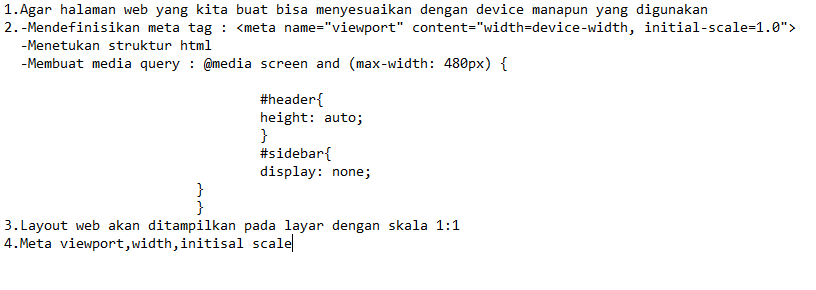 1.Agar halaman web yang kita buat bisa menyesuaikan dengan device manapun yang digunakan
2.-Mendefinisikan meta tag : <meta name="viewport" content="width=device-width, initial-scale=1.0">
-Menetukan struktur html
-Membuat media query : @media screen and (max-width: 480px) {
#header{
height: auto;
}
#sidebar{
display: none;
}
}
3.Layout web akan ditampilkan pada layar dengan skala 1:1
4.Meta viewport,width,initisal scale